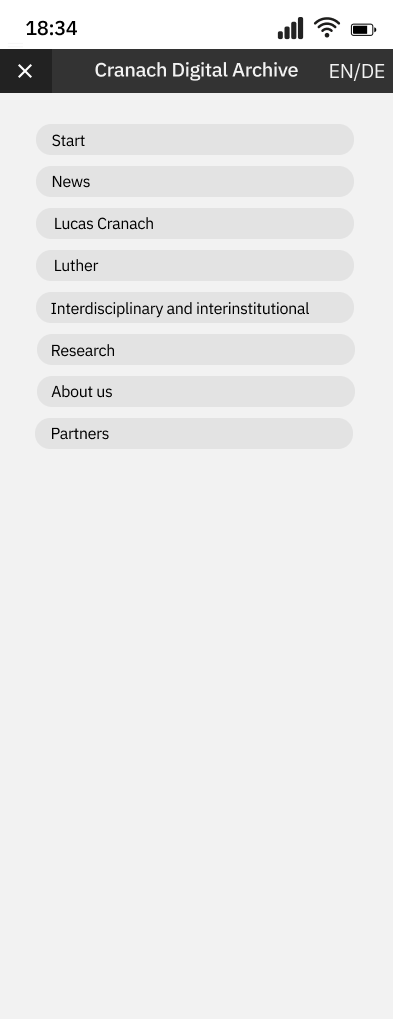 18:34
Cranach Digital Archive EN/DE
Start
News
Lucas Cranach
Luther
Interdisciplinary and interinstitutional
Research
About us
Partners